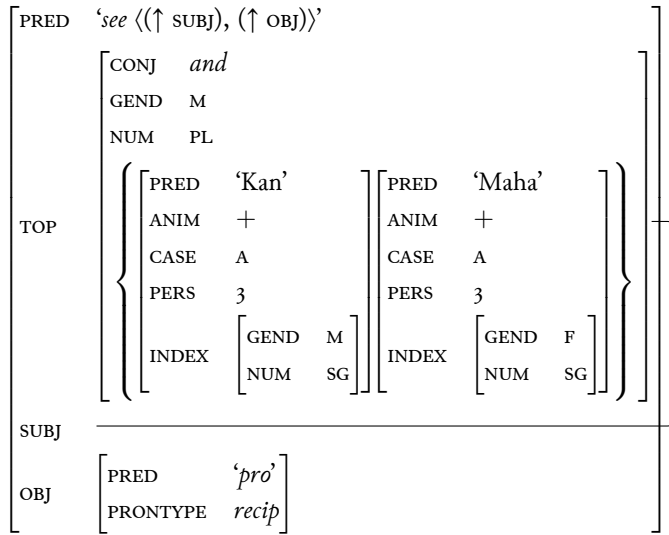 PRED ‘see ⟨(↑ SUBJ), (↑ OBJ)⟩’
TOP
CONJ and
GEND M
NUM PL
PRED ‘Kan’ PRED ‘Maha’
ANIM + ANIM +
CASE A CASE A
PERS 3 PERS 3
INDEX GEND M INDEX GEND F
NUM SG NUM SG
SUBJ
OBJ
PRED ‘pro’
PRONTYPE recip